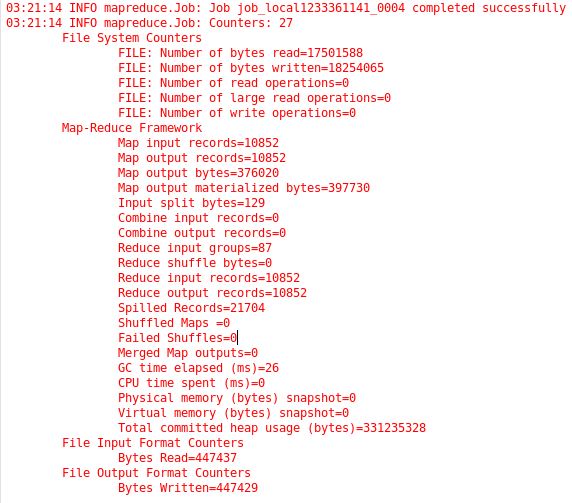 03:21:14 INFO mapreduce.Job: Job job_local1233361141_0004 completed successfully
03:21:14 INFO mapreduce.Job: Counters: 27
File System Counters
FILE: Number of bytes read=17501588
FILE: Number of bytes written=18254065
FILE: Number of read operations=0
FILE: Number of large read operations=0
FILE: Number of write operations=0
Map-Reduce Framework
Map input records=10852
Map output records=10852
Map output bytes=376020
Map output materialized bytes=397730
Input split bytes=129
Combine input records=0
Combine output records=0
Reduce input groups=87
Reduce shuffle bytes=0
Reduce input records=10852
Reduce output records=10852
Spilled Records=21704
Shuffled Maps =0
Failed Shuffles=0
Merged Map outputs=0
GC time elapsed (ms)=26
CPU time spent (ms)=0
Physical memory (bytes) snapshot=0
Virtual memory (bytes) snapshot=0
Total committed heap usage (bytes)=331235328
File Input Format Counters
Bytes Read=447437
File Output Format Counters
Bytes Written=447429